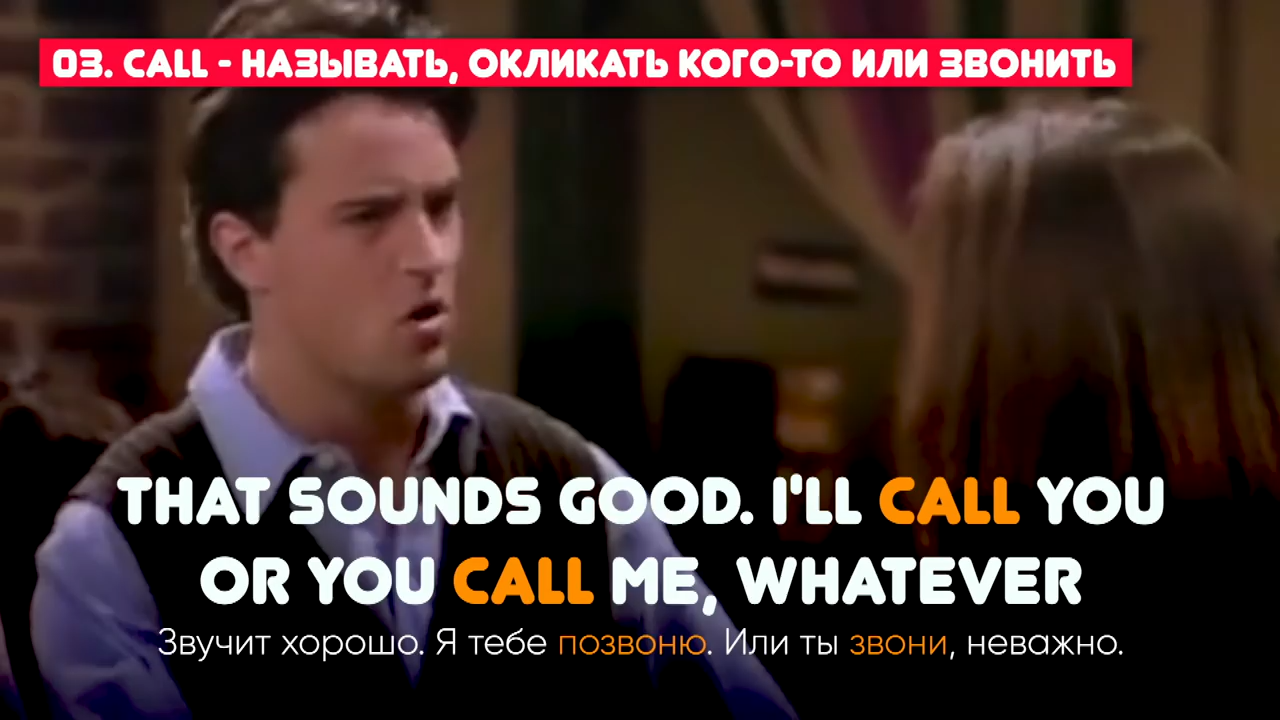 03. CALL - НАЗЫВАТЬ, ОКЛИКАТЬ КОГО-ТО ИЛИ ЗВОНИТЬ
THAT SOUNDS GOOD. I'LL CALL YOU
OR YOU CALL ME, WHATEVER
Звучит хорошо. Я тебе позвоню. Или ты звони, неважно.